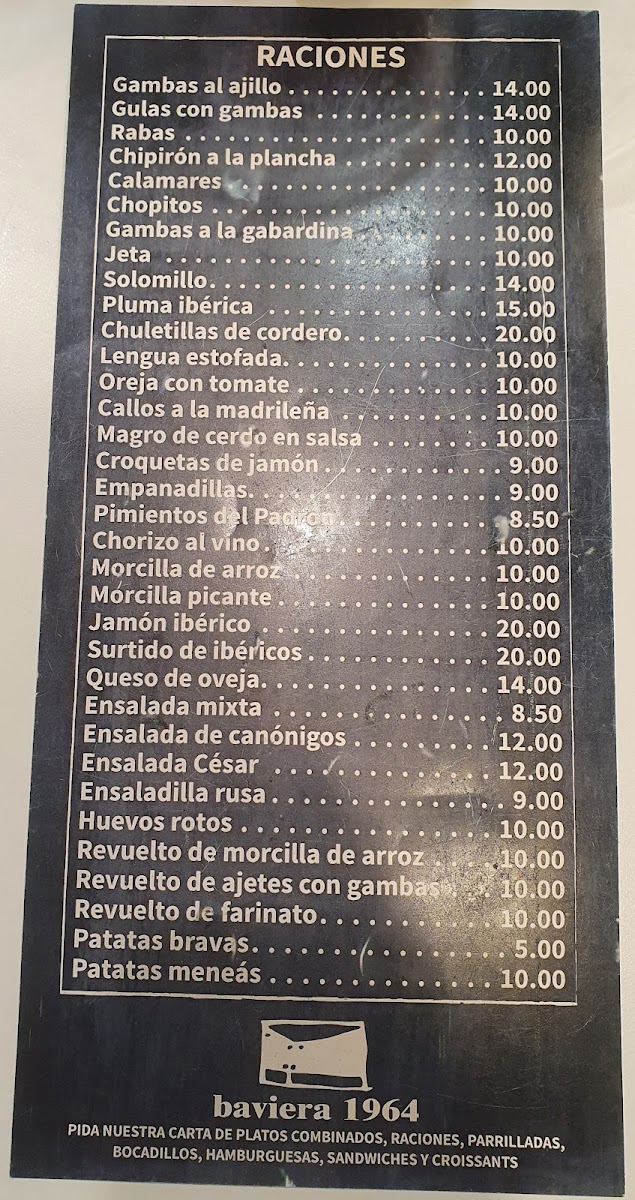 RACIONES
Gambas al ajillo . . . . . . . . . . . . . . 14.00
Gulas con gambas . . . . . . . . . . . . 14.00
Rabas . . . . . . . . . . . . . . . . . . . . . 10.00
Chipirón a la plancha . . . . . . . . . . 12.00
Calamares . . . . . . . . . . . . . . . . . . 10.00
Chopitos . . . . . . . . . . . . . . . . . . . 10.00
Gambas a la gabardina . . . . . . . . . 10.00
Jeta . . . . . . . . . . . . . . . . . . . . . . 10.00
Solomillo. . . . . . . . . . . . . . . . . . . 14.00
Pluma ibérica . . . . . . . . . . . . . . . 15.00
Chuletillas de cordero. . . . . . . . . . 20.00
Lengua estofada. . . . . . . . . . . . . . 10.00
Oreja con tomate . . . . . . . . . . . . . 10.00
Callos a la madrileña . . . . . . . . . . 10.00
Magro de cerdo en salsa . . . . . . . . 10.00
Croquetas de jamón . . . . . . . . . . . . 9.00
Empanadillas. . . . . . . . . . . . . . . . . 9.00
Pimientos del Padrón. . . . . . . . . . . 8.50
Chorizo al vino . . . . . . . . . . . . . . . 10.00
Morcilla de arroz . . . . . . . . . . . . . 10.00
Morcilla picante . . . . . . . . . . . . . . 10.00
Jamón ibérico . . . . . . . . . . . . . . . 20.00
Surtido de ibéricos . . . . . . . . . . . . 20.00
Queso de oveja. . . . . . . . . . . . . . . 14.00
Ensalada mixta . . . . . . . . . . . . . . . 8.50
Ensalada de canónigos . . . . . . . . . 12.00
Ensalada César . . . . . . . . . . . . . . 12.00
Ensaladilla rusa . . . . . . . . . . . . . . . 9.00
Huevos rotos . . . . . . . . . . . . . . . . 10.00
Revuelto de morcilla de arroz . . . . 10.00
Revuelto de ajetes con gambas . . . 10.00
Revuelto de farinato. . . . . . . . . . . 10.00
Patatas bravas. . . . . . . . . . . . . . . . 5.00
Patatas meneás . . . . . . . . . . . . . . 10.00
baviera 1964
PIDA NUESTRA CARTA DE PLATOS COMBINADOS, RACIONES, PARRILLADAS,
BOCADILLOS, HAMBURGUESAS, SANDWICHES Y CROISSANTS